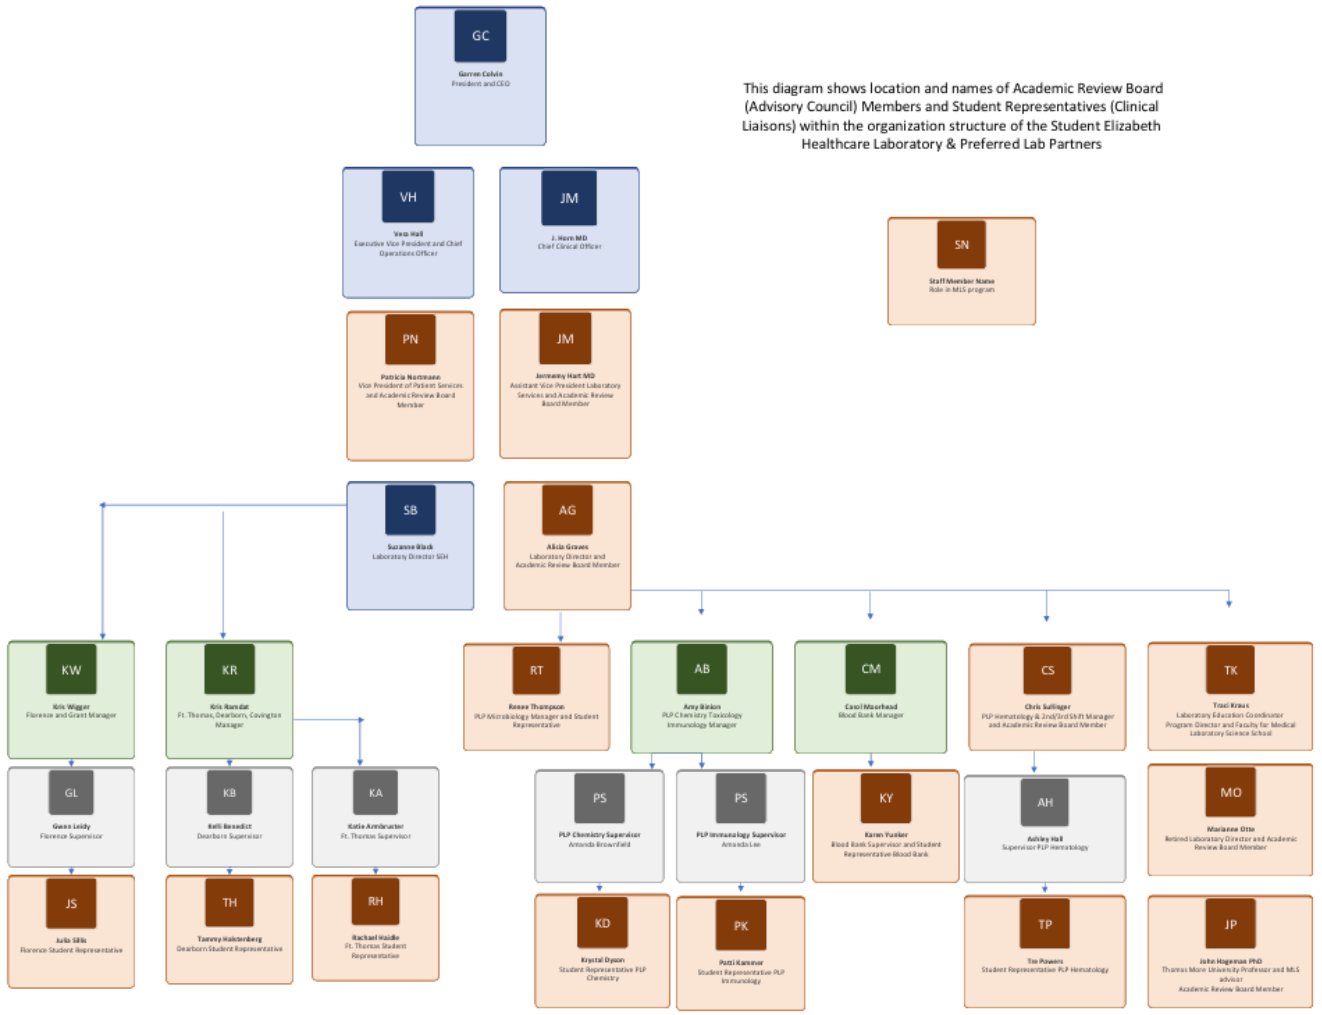 GC
Garren Colvin
President and CEO
This diagram shows location and names of Academic Review Board
(Advisory Council) Members and Student Representatives (Clinical
Liaisons) within the organization structure of the Student Elizabeth
Healthcare Laboratory & Preferred Lab Partners
VH
Vera Hall
Executive Vice President and Chief
Operations Officer
JM
J. Horn MD
Chief Clinical Officer
SN
Staff Member Name
Role in MLS program
PN
Patricia Nortmann
Vice President of Patient Services
and Academic Review Board
Member
JM
Jermemy Hart MD
Assistant Vice President Laboratory
Services and Academic Review
Board Member
SB
Suzanne Black
Laboratory Director SEH
AG
Alicia Graves
Laboratory Director and
Academic Review Board Member
KW
Kris Wigger
Florence and Grant Manager
KR
Kris Ramdat
Ft. Thomas, Dearborn, Covington
Manager
RT
Renee Thompson
PLP Microbiology Manager and Student
Representative
AB
Amy Binion
PLP Chemistry Toxicology
Immunology Manager
CM
Carol Moorhead
Blood Bank Manager
CS
Chris Sullinger
PLP Hematology & 2nd/3rd Shift Manager
and Academic Review Board Member
TK
Traci Kraus
Laboratory Education Coordinator
Program Director and Faculty for Medical
Laboratory Science School
GL
Gwen Leidy
Florence Supervisor
KB
Kelli Benedict
Dearborn Supervisor
KA
Katie Armbruster
Ft. Thomas Supervisor
PS
PLP Chemistry Supervisor
Amanda Brownfield
PS
PLP Immunology Supervisor
Amanda Lee
KY
Karen Yunker
Blood Bank Supervisor and Student
Representative Blood Bank
AH
Ashley Hall
Supervisor PLP Hematology
MO
Marianne Otte
Retired Laboratory Director and Academic
Review Board Member
JS
Julia Sillis
Florence Student Representative
TH
Tammy Halstenberg
Dearborn Student Representative
RH
Rachael Haidle
Ft. Thomas Student
Representative
KD
Krystal Dyson
Student Representative PLP
Chemistry
PK
Patti Kammer
Student Representative PLP
Immunology
TP
Tre Powers
Student Representative PLP Hematology
JP
John Hageman PhD
Thomas More University Professor and MLS
advisor
Academic Review Board Member